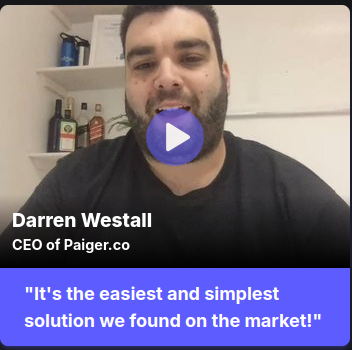 Darren Westall
CEO of Paiger.co
"It's the easiest and simplest
solution we found on the market!"